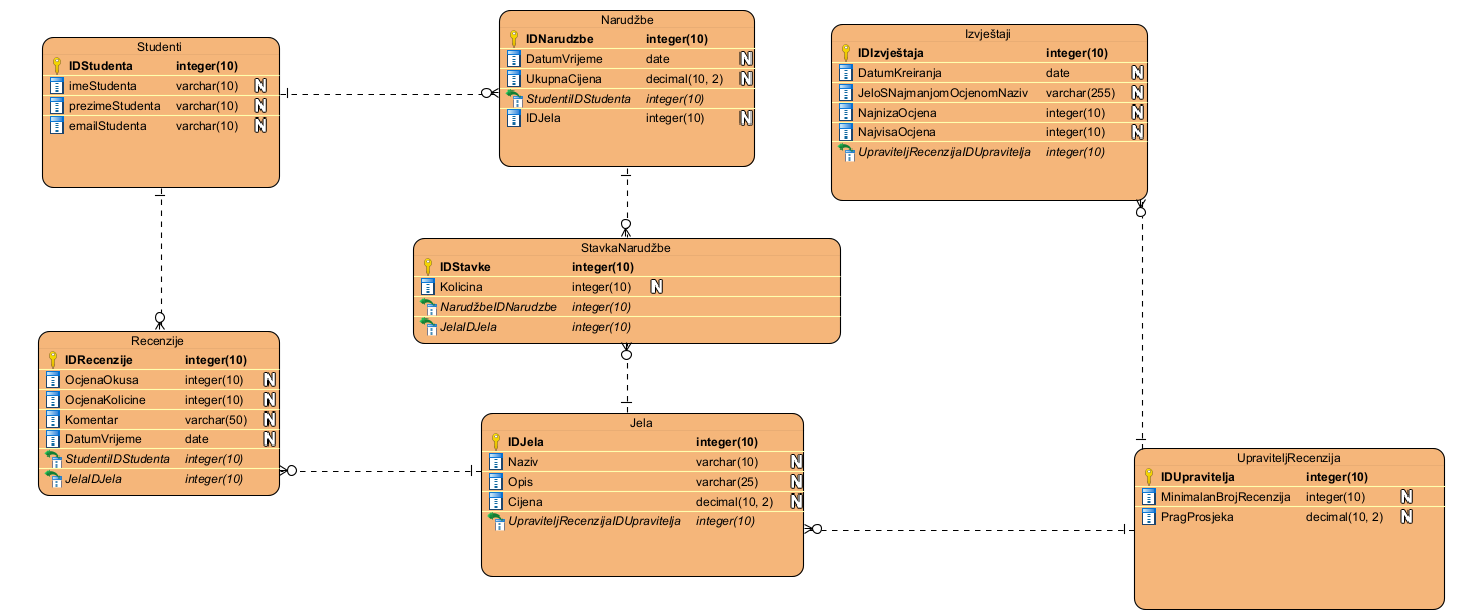 Studenti
IDStudenta integer(10)
imeStudenta varchar(10) N
prezimeStudenta varchar(10) N
emailStudenta varchar(10) N
Narudžbe
IDNarudzbe integer(10)
DatumVrijeme date N
UkupnaCijena decimal(10, 2) N
StudentiIDStudenta integer(10)
IDJela integer(10) N
Izvještaji
IDIzvještaja integer(10)
DatumKreiranja date N
JeloSNajmanjomOcjenomNaziv varchar(255) N
NajnizaOcjena integer(10) N
NajvisaOcjena integer(10) N
UpraviteljRecenzijaIDUpravitelja integer(10)
StavkaNarudžbe
IDStavke integer(10)
Kolicina integer(10) N
NarudžbeIDNarudzbe integer(10)
JelaIDJela integer(10)
Recenzije
IDRecenzije integer(10)
OcjenaOkusa integer(10) N
OcjenaKolicine integer(10) N
Komentar varchar(50) N
DatumVrijeme date N
StudentiIDStudenta integer(10)
JelaIDJela integer(10)
Jela
IDJela integer(10)
Naziv varchar(10) N
Opis varchar(25) N
Cijena decimal(10, 2) N
UpraviteljRecenzijaIDUpravitelja integer(10)
UpraviteljRecenzija
IDUpravitelja integer(10)
MinimalanBrojRecenzija integer(10) N
PragProsjeka decimal(10, 2) N